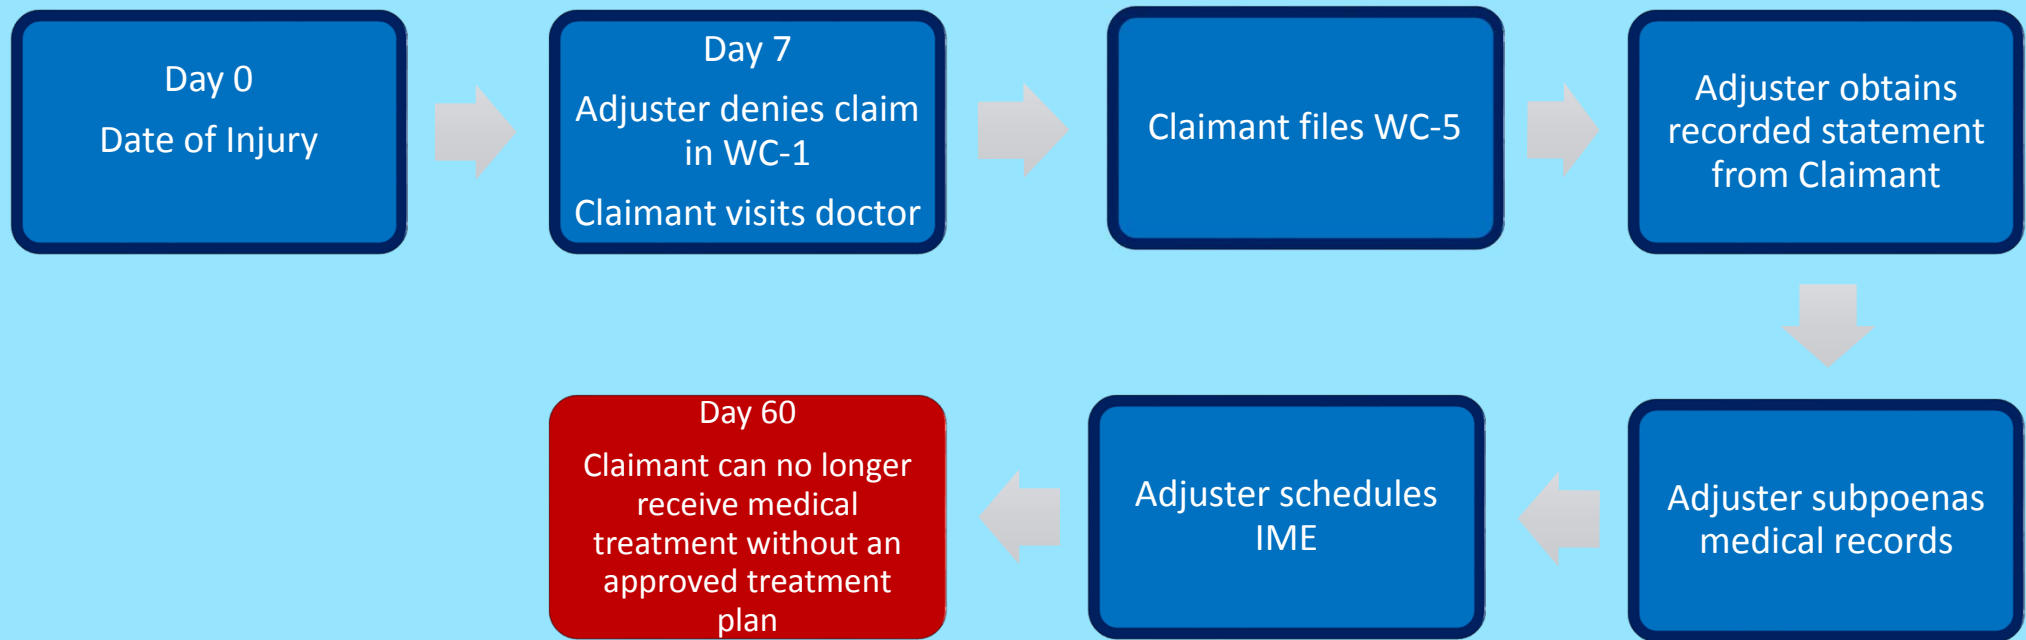 Day 0
Date of Injury
Day 7
Adjuster denies claim
in WC-1
Claimant visits doctor
Claimant files WC-5
Adjuster obtains
recorded statement
from Claimant
Adjuster subpoenas
medical records
Adjuster schedules
IME
Day 60
Claimant can no longer
receive medical
treatment without an
approved treatment
plan